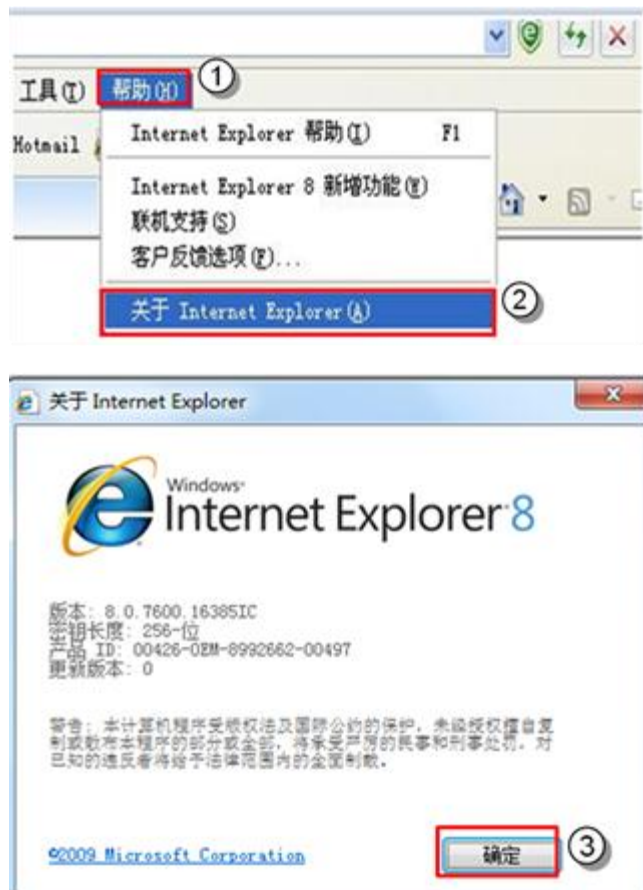 工具(T) 帮助(H) ①
Hotmail
Internet Explorer 帮助(I) F1
Internet Explorer 8 新增功能(W)
联机支持(S)
客户反馈选项(F)...
关于 Internet Explorer(A) ②
关于 Internet Explorer
Windows
Internet Explorer 8
版本: 8.0.7600.16385IC
密钥长度: 256-位
产品 ID: 00426-OEM-8992662-00497
更新版本: 0
警告: 本计算机程序受版权法及国际公约的保护。未经授权擅自复
制或散布本程序的部分或全部, 将承受严厉的民事和刑事处罚。对
已知的违反者将给予法律范围内的全面制裁。
©2009 Microsoft Corporation
确定 ③